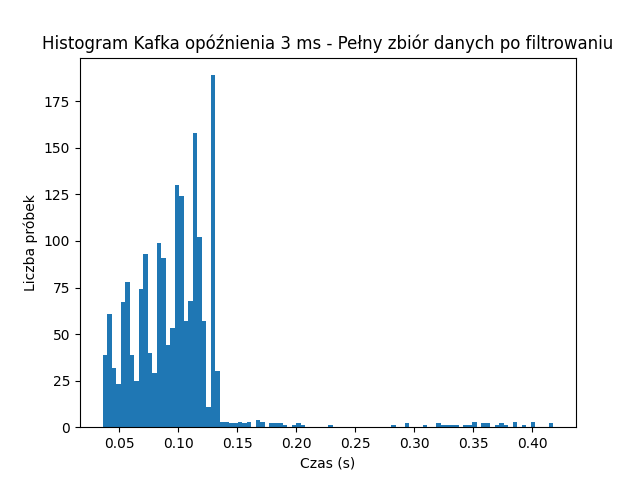 Histogram Kafka opóźnienia 3 ms - Pełny zbiór danych po filtrowaniu
Liczba próbek
175
150
125
100
75
50
25
0
0.05 0.10 0.15 0.20 0.25 0.30 0.35 0.40
Czas (s)